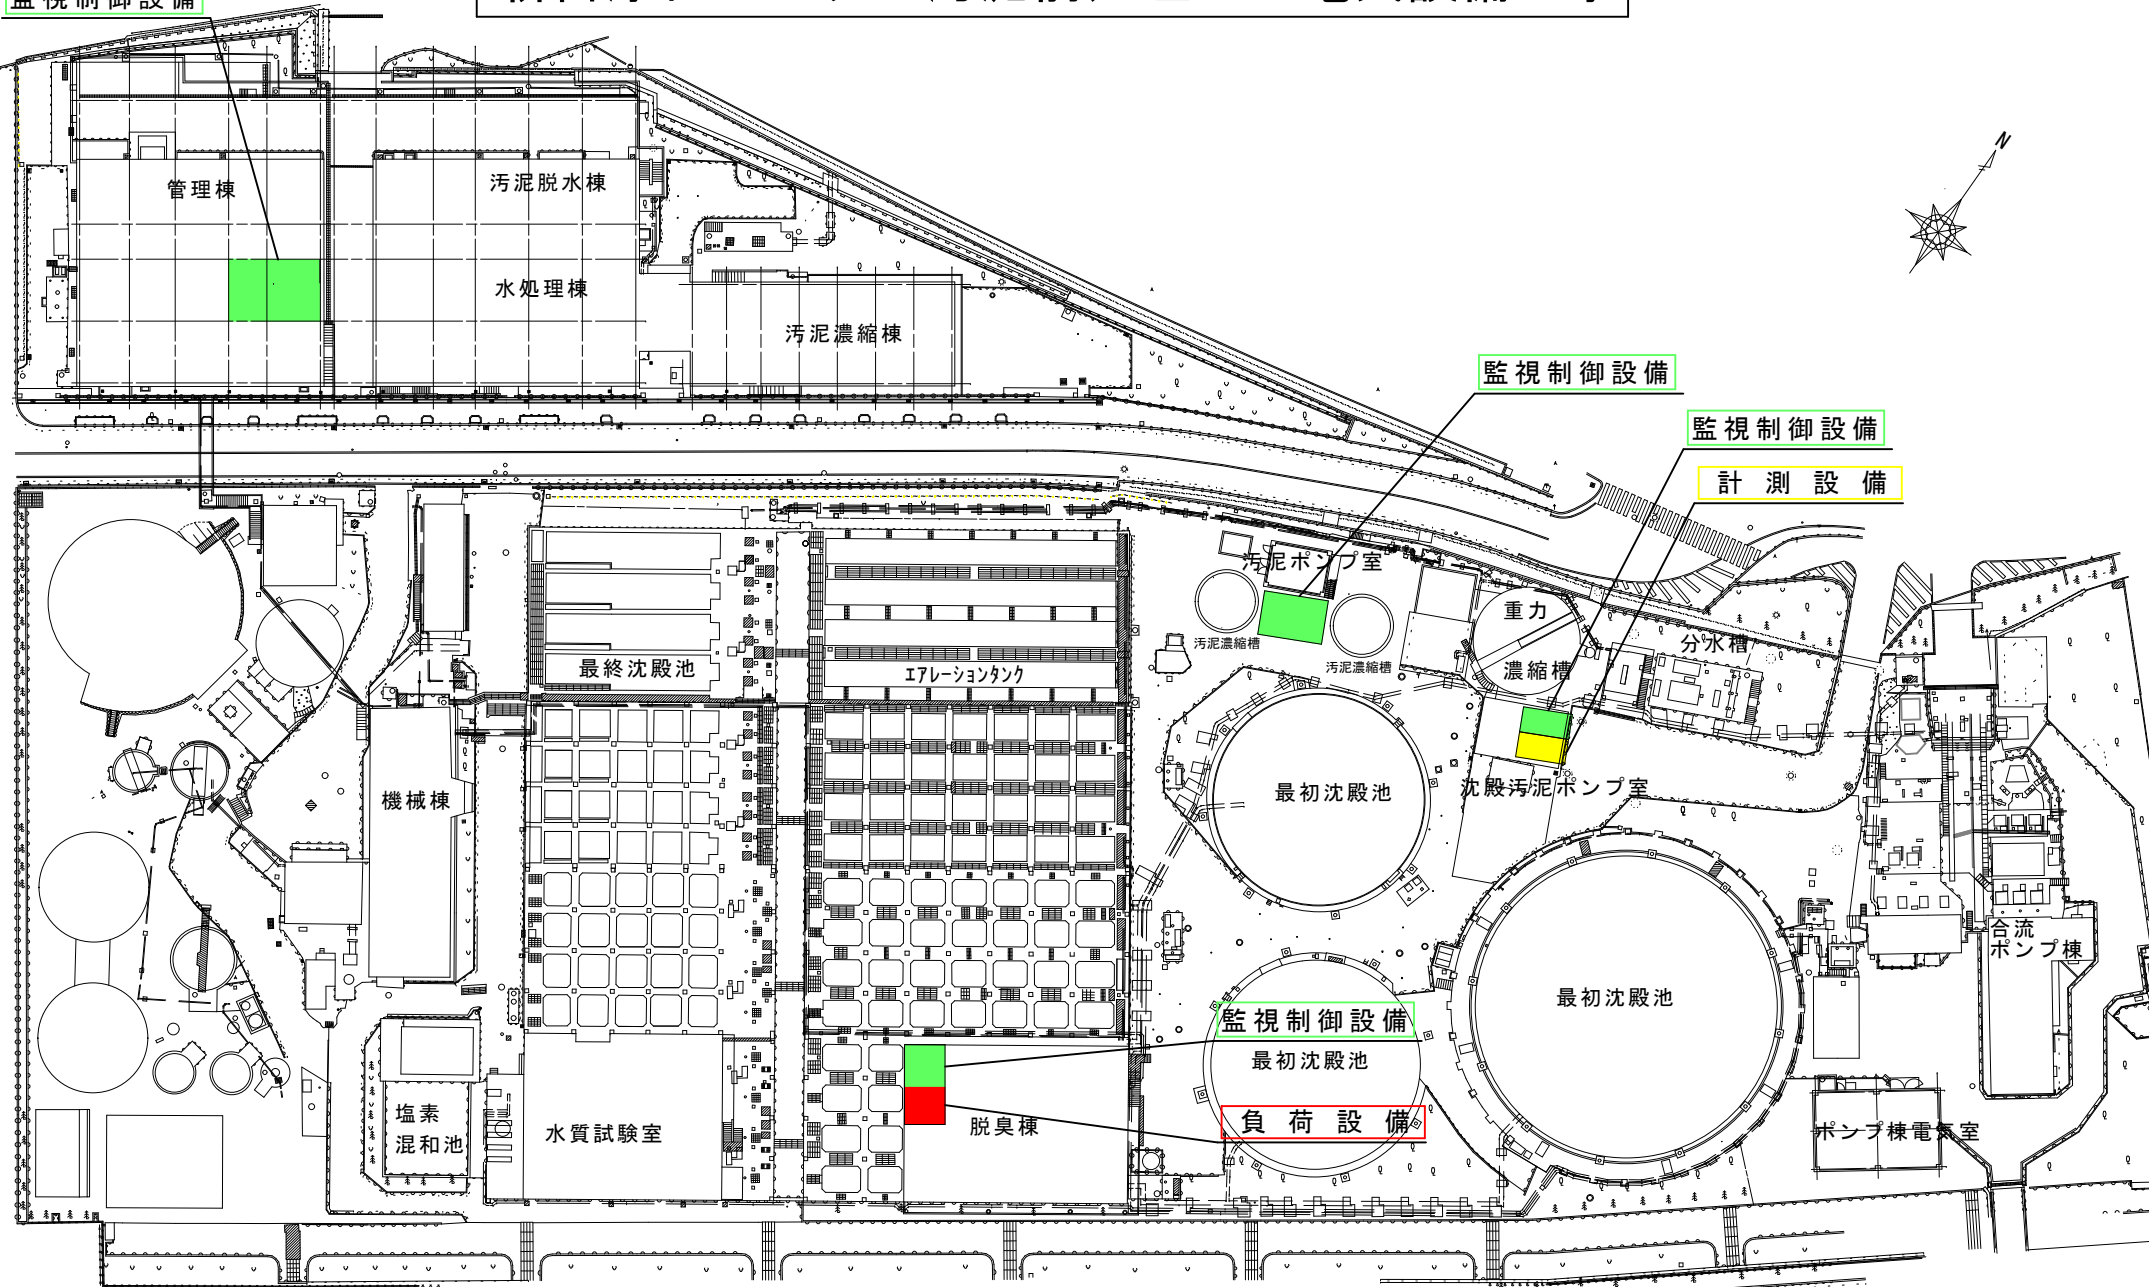 監視制御設備
N
管理棟
汚泥脱水棟
水処理棟
汚泥濃縮棟
監視制御設備
監視制御設備
計測設備
汚泥ポンプ室
重力
濃縮槽
分水槽
汚泥濃縮槽
汚泥濃縮槽
最終沈殿池
エアレーションタンク
機械棟
最初沈殿池
沈殿汚泥ポンプ室
合流
ポンプ棟
最初沈殿池
監視制御設備
最初沈殿池
負荷設備
塩素
混和池
水質試験室
脱臭棟
ポンプ棟電気室